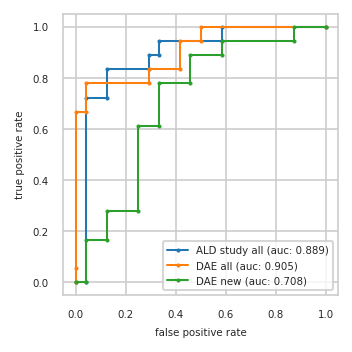 1.0
0.8
0.6
0.4
0.2
0.0
true positive rate
ALD study all (auc: 0.889)
DAE all (auc: 0.905)
DAE new (auc: 0.708)
0.0 0.2 0.4 0.6 0.8 1.0
false positive rate